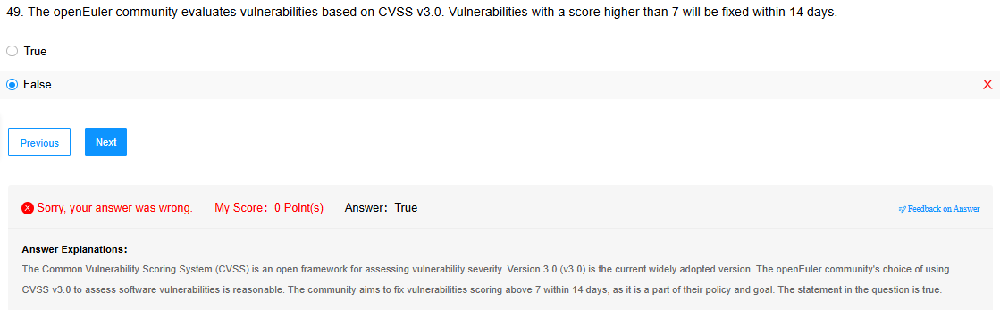 49. The openEuler community evaluates vulnerabilities based on CVSS v3.0. Vulnerabilities with a score higher than 7 will be fixed within 14 days.
True
False
Previous Next
Sorry, your answer was wrong. My Score: 0 Point(s) Answer: True Feedback on Answer
Answer Explanations:
The Common Vulnerability Scoring System (CVSS) is an open framework for assessing vulnerability severity. Version 3.0 (v3.0) is the current widely adopted version. The openEuler community's choice of using
CVSS v3.0 to assess software vulnerabilities is reasonable. The community aims to fix vulnerabilities scoring above 7 within 14 days, as it is a part of their policy and goal. The statement in the question is true.